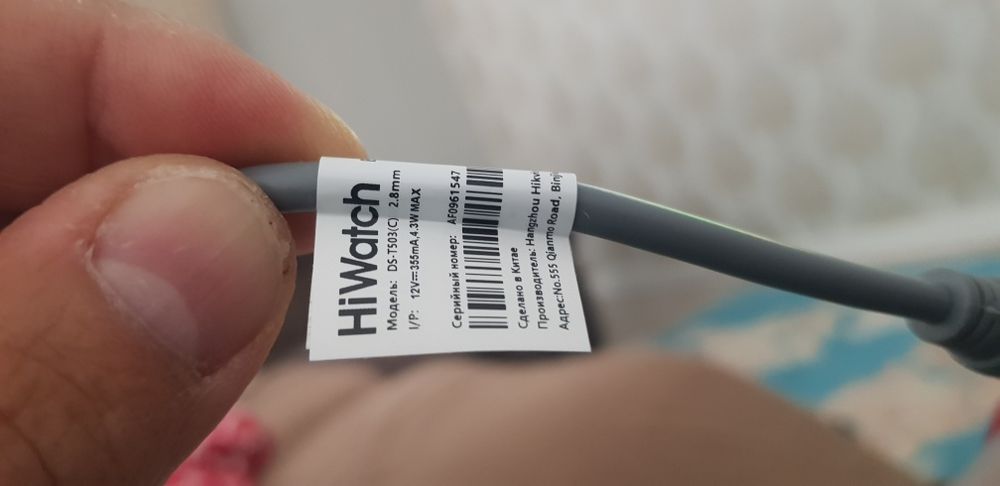 HiWatch
Модель: DS-T503(C) 2.8mm
I/P: 12V⎓355mA,4.3W MAX
Серийный номер: AF0961547
Сделано в Китае
Производитель: Hangzhou
Адрес:No.555 Qianmo Road,